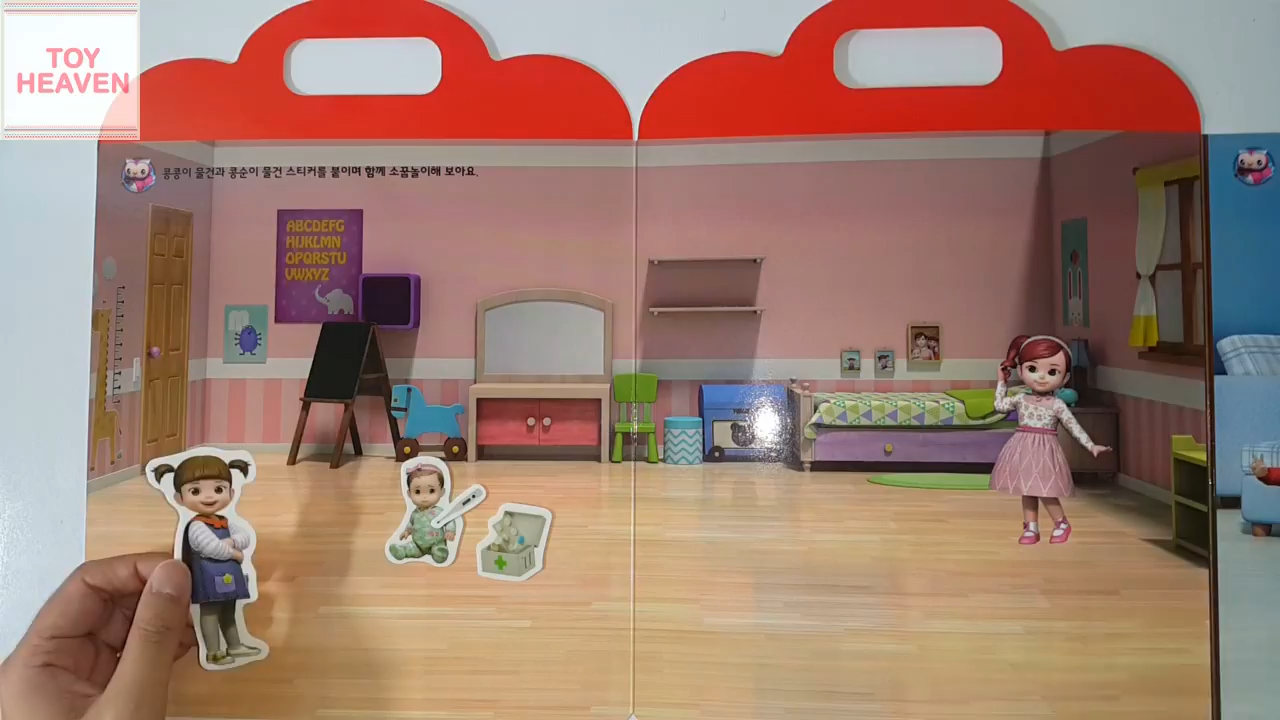 TOY
HEAVEN
콩콩이 물건과 콩순이 물건 스티커를 붙이며 함께 소꿉놀이해 보아요.
ABCDEFG
HIJKLMN
OPQRSTU
VWXYZ